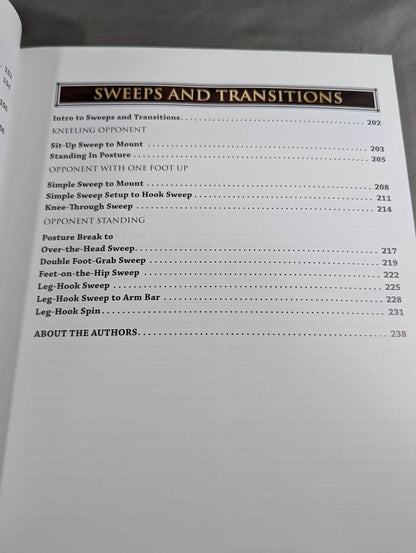 SWEEPS AND TRANSITIONS
Intro to Sweeps and Transitions. . . . . . . . . . . . . . . . . . . . . . . . . . . . . . 202
KNEELING OPPONENT
Sit-Up Sweep to Mount . . . . . . . . . . . . . . . . . . . . . . . . . . . . . . . . . . . . . . 203
Standing In Posture . . . . . . . . . . . . . . . . . . . . . . . . . . . . . . . . . . . . . . . . . 205
OPPONENT WITH ONE FOOT UP
Simple Sweep to Mount . . . . . . . . . . . . . . . . . . . . . . . . . . . . . . . . . . . . . . 208
Simple Sweep Setup to Hook Sweep . . . . . . . . . . . . . . . . . . . . . . . . . . . . 211
Knee-Through Sweep . . . . . . . . . . . . . . . . . . . . . . . . . . . . . . . . . . . . . . . . 214
OPPONENT STANDING
Posture Break to
Over-the-Head Sweep. . . . . . . . . . . . . . . . . . . . . . . . . . . . . . . . . . . . . . . . 217
Double Foot-Grab Sweep . . . . . . . . . . . . . . . . . . . . . . . . . . . . . . . . . . . . . 219
Feet-on-the-Hip Sweep . . . . . . . . . . . . . . . . . . . . . . . . . . . . . . . . . . . . . . 222
Leg-Hook Sweep . . . . . . . . . . . . . . . . . . . . . . . . . . . . . . . . . . . . . . . . . . . . 225
Leg-Hook Sweep to Arm Bar . . . . . . . . . . . . . . . . . . . . . . . . . . . . . . . . . . 228
Leg-Hook Spin . . . . . . . . . . . . . . . . . . . . . . . . . . . . . . . . . . . . . . . . . . . . . . 231
ABOUT THE AUTHORS. . . . . . . . . . . . . . . . . . . . . . . . . . . . . . . . . . . . . . . . 238